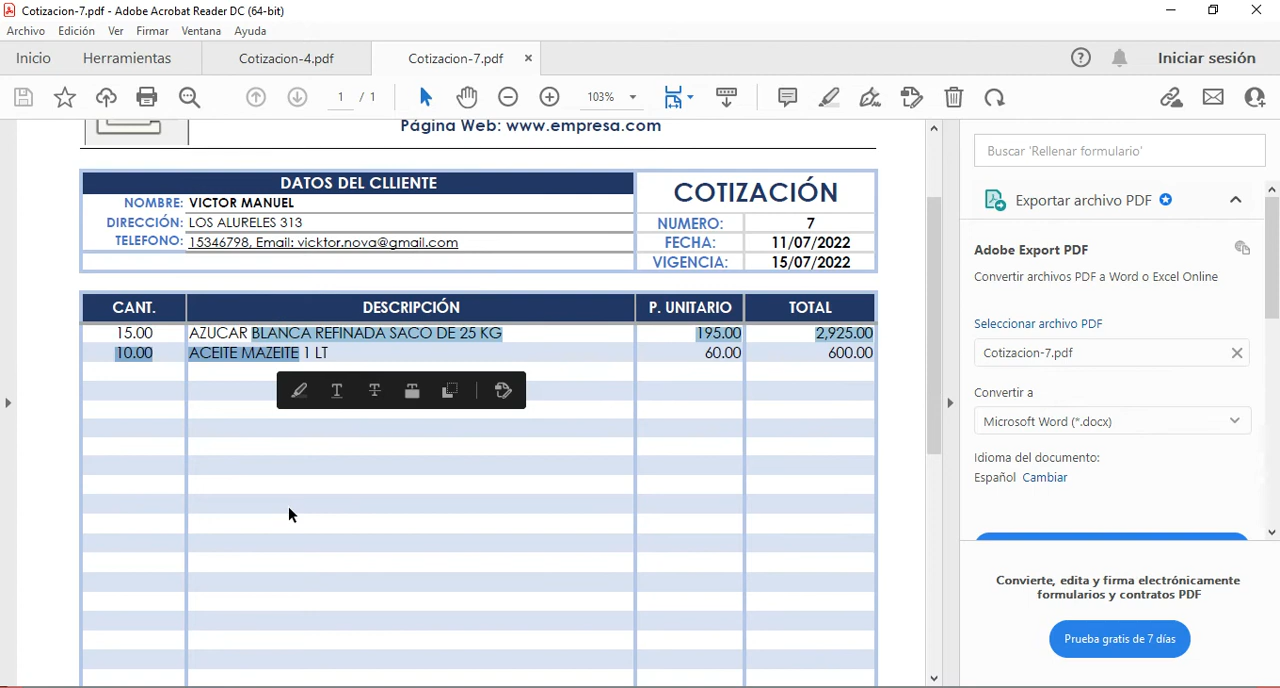 Cotizacion-7.pdf - Adobe Acrobat Reader DC (64-bit)
Archivo Edición Ver Firmar Ventana Ayuda
Inicio Herramientas Cotizacion-4.pdf Cotizacion-7.pdf × Iniciar sesión
1 / 1 103%
Página Web: www.empresa.com
DATOS DEL CLLIENTE
NOMBRE: VICTOR MANUEL
DIRECCIÓN: LOS ALURELES 313
TELEFONO: 15346798, Email: vicktor.nova@gmail.com
COTIZACIÓN
NUMERO: 7
FECHA: 11/07/2022
VIGENCIA: 15/07/2022
CANT. DESCRIPCIÓN P. UNITARIO TOTAL
15.00 AZUCAR BLANCA REFINADA SACO DE 25 KG 195.00 2,925.00
10.00 ACEITE MAZEITE 1 LT 60.00 600.00
Buscar 'Rellenar formulario'
Exportar archivo PDF
Adobe Export PDF
Convertir archivos PDF a Word o Excel Online
Seleccionar archivo PDF
Cotizacion-7.pdf
Convertir a
Microsoft Word (*.docx)
Idioma del documento:
Español Cambiar
Convierte, edita y firma electrónicamente
formularios y contratos PDF
Prueba gratis de 7 días